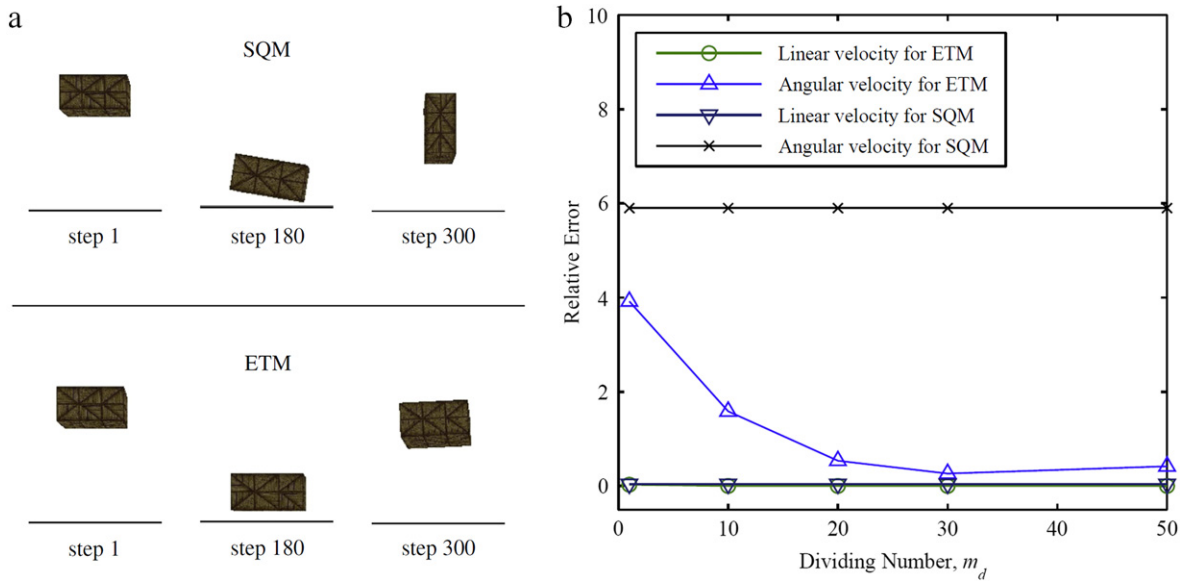 a
SQM
step 1
step 180
step 300
ETM
step 1
step 180
step 300
b
10
8
6
4
2
0
Relative Error
Linear velocity for ETM
Angular velocity for ETM
Linear velocity for SQM
Angular velocity for SQM
0 10 20 30 40 50
Dividing Number, m_d